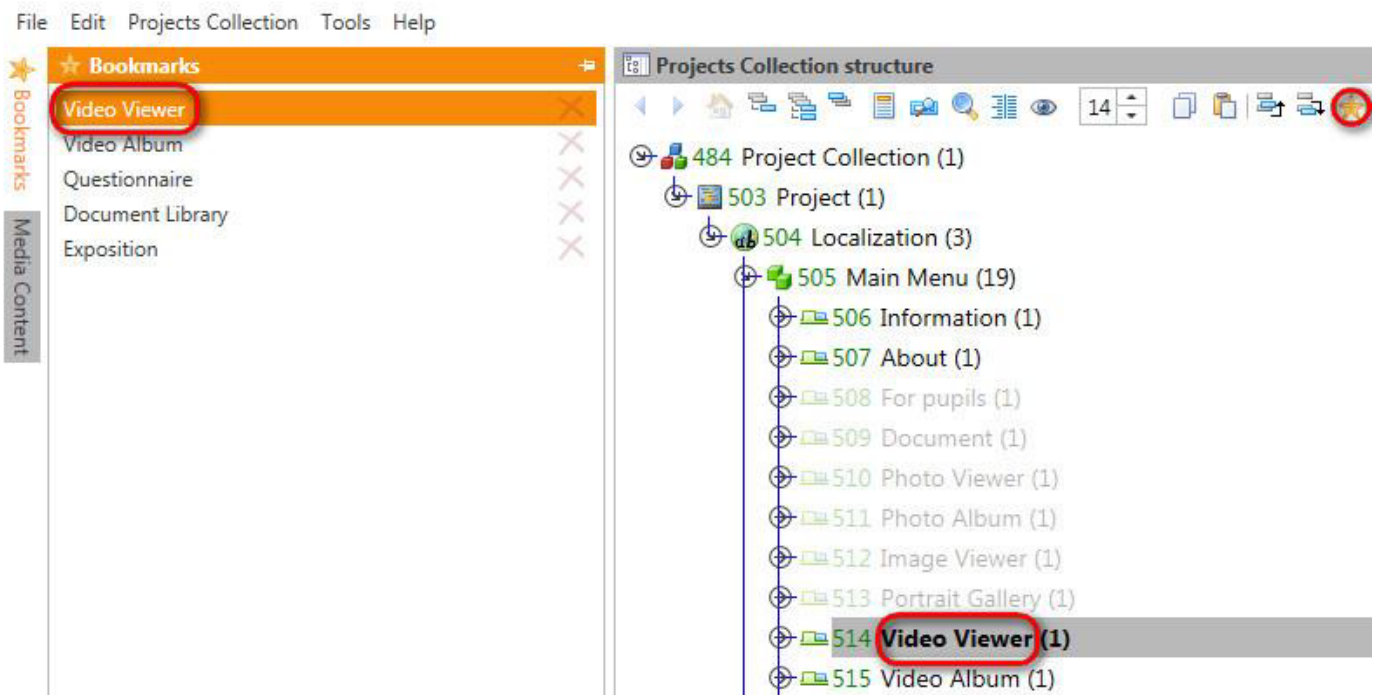 File Edit Projects Collection Tools Help
Bookmarks
Media Content
Bookmarks
Video Viewer
Video Album
Questionnaire
Document Library
Exposition
Projects Collection structure
14
484 Project Collection (1)
503 Project (1)
ab 504 Localization (3)
505 Main Menu (19)
506 Information (1)
507 About (1)
508 For pupils (1)
509 Document (1)
510 Photo Viewer (1)
511 Photo Album (1)
512 Image Viewer (1)
513 Portrait Gallery (1)
514 Video Viewer (1)
515 Video Album (1)